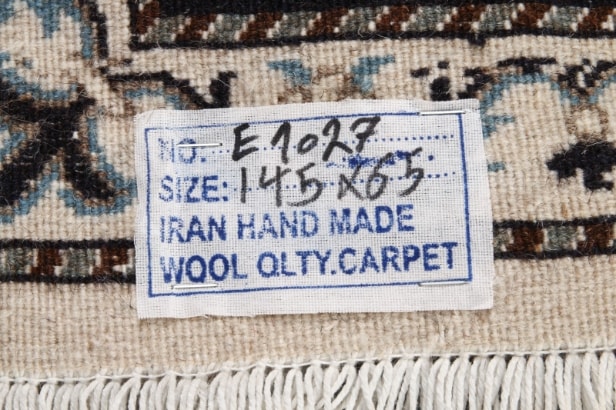 NO. E1027
SIZE: 145x65
IRAN HAND MADE
WOOL QLTY.CARPET